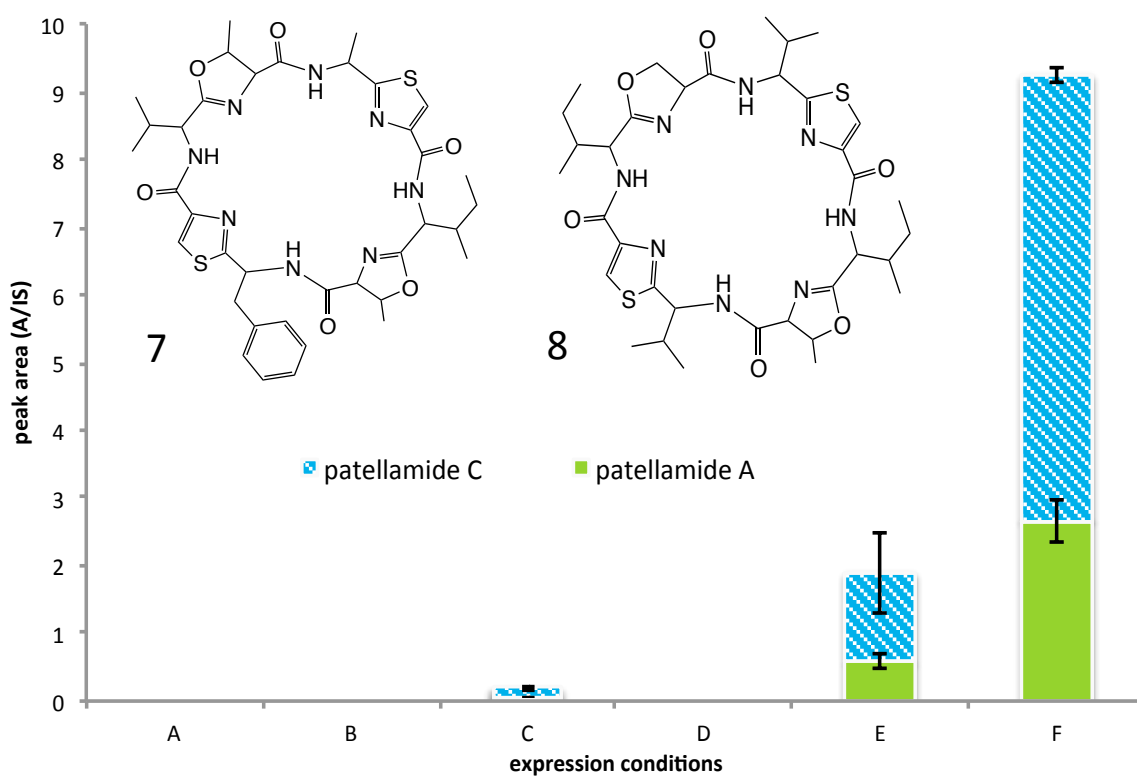 10
9
8
7
6
5
4
3
2
1
0
peak area (A/IS)
O
O
N
N
H
S
N
NH
O
O
HN
N
S
H
N
N
O
O
7
O
O
N
N
H
S
N
NH
O
O
HN
N
S
H
N
N
O
O
8
patellamide C
patellamide A
A B C D E F
expression conditions